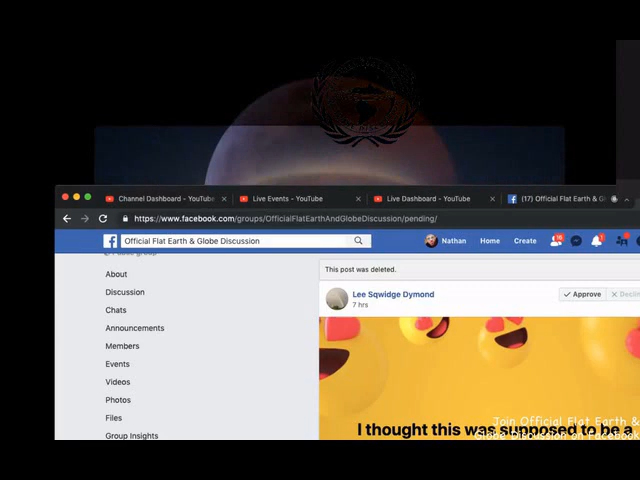 Channel Dashboard - YouTube
Live Events - YouTube
Live Dashboard - YouTube
(17) Official Flat Earth & G
https://www.facebook.com/groups/OfficialFlatEarthAndGlobeDiscussion/pending/
Official Flat Earth & Globe Discussion
Nathan
Home
Create
Public group
About
Discussion
Chats
Announcements
Members
Events
Videos
Photos
Files
Group Insights
This post was deleted.
Lee Sqwidge Dymond
7 hrs
Approve
Declin
I thought this was supposed to be a
Join Official Flat Earth &
Globe Discussion on Facebook